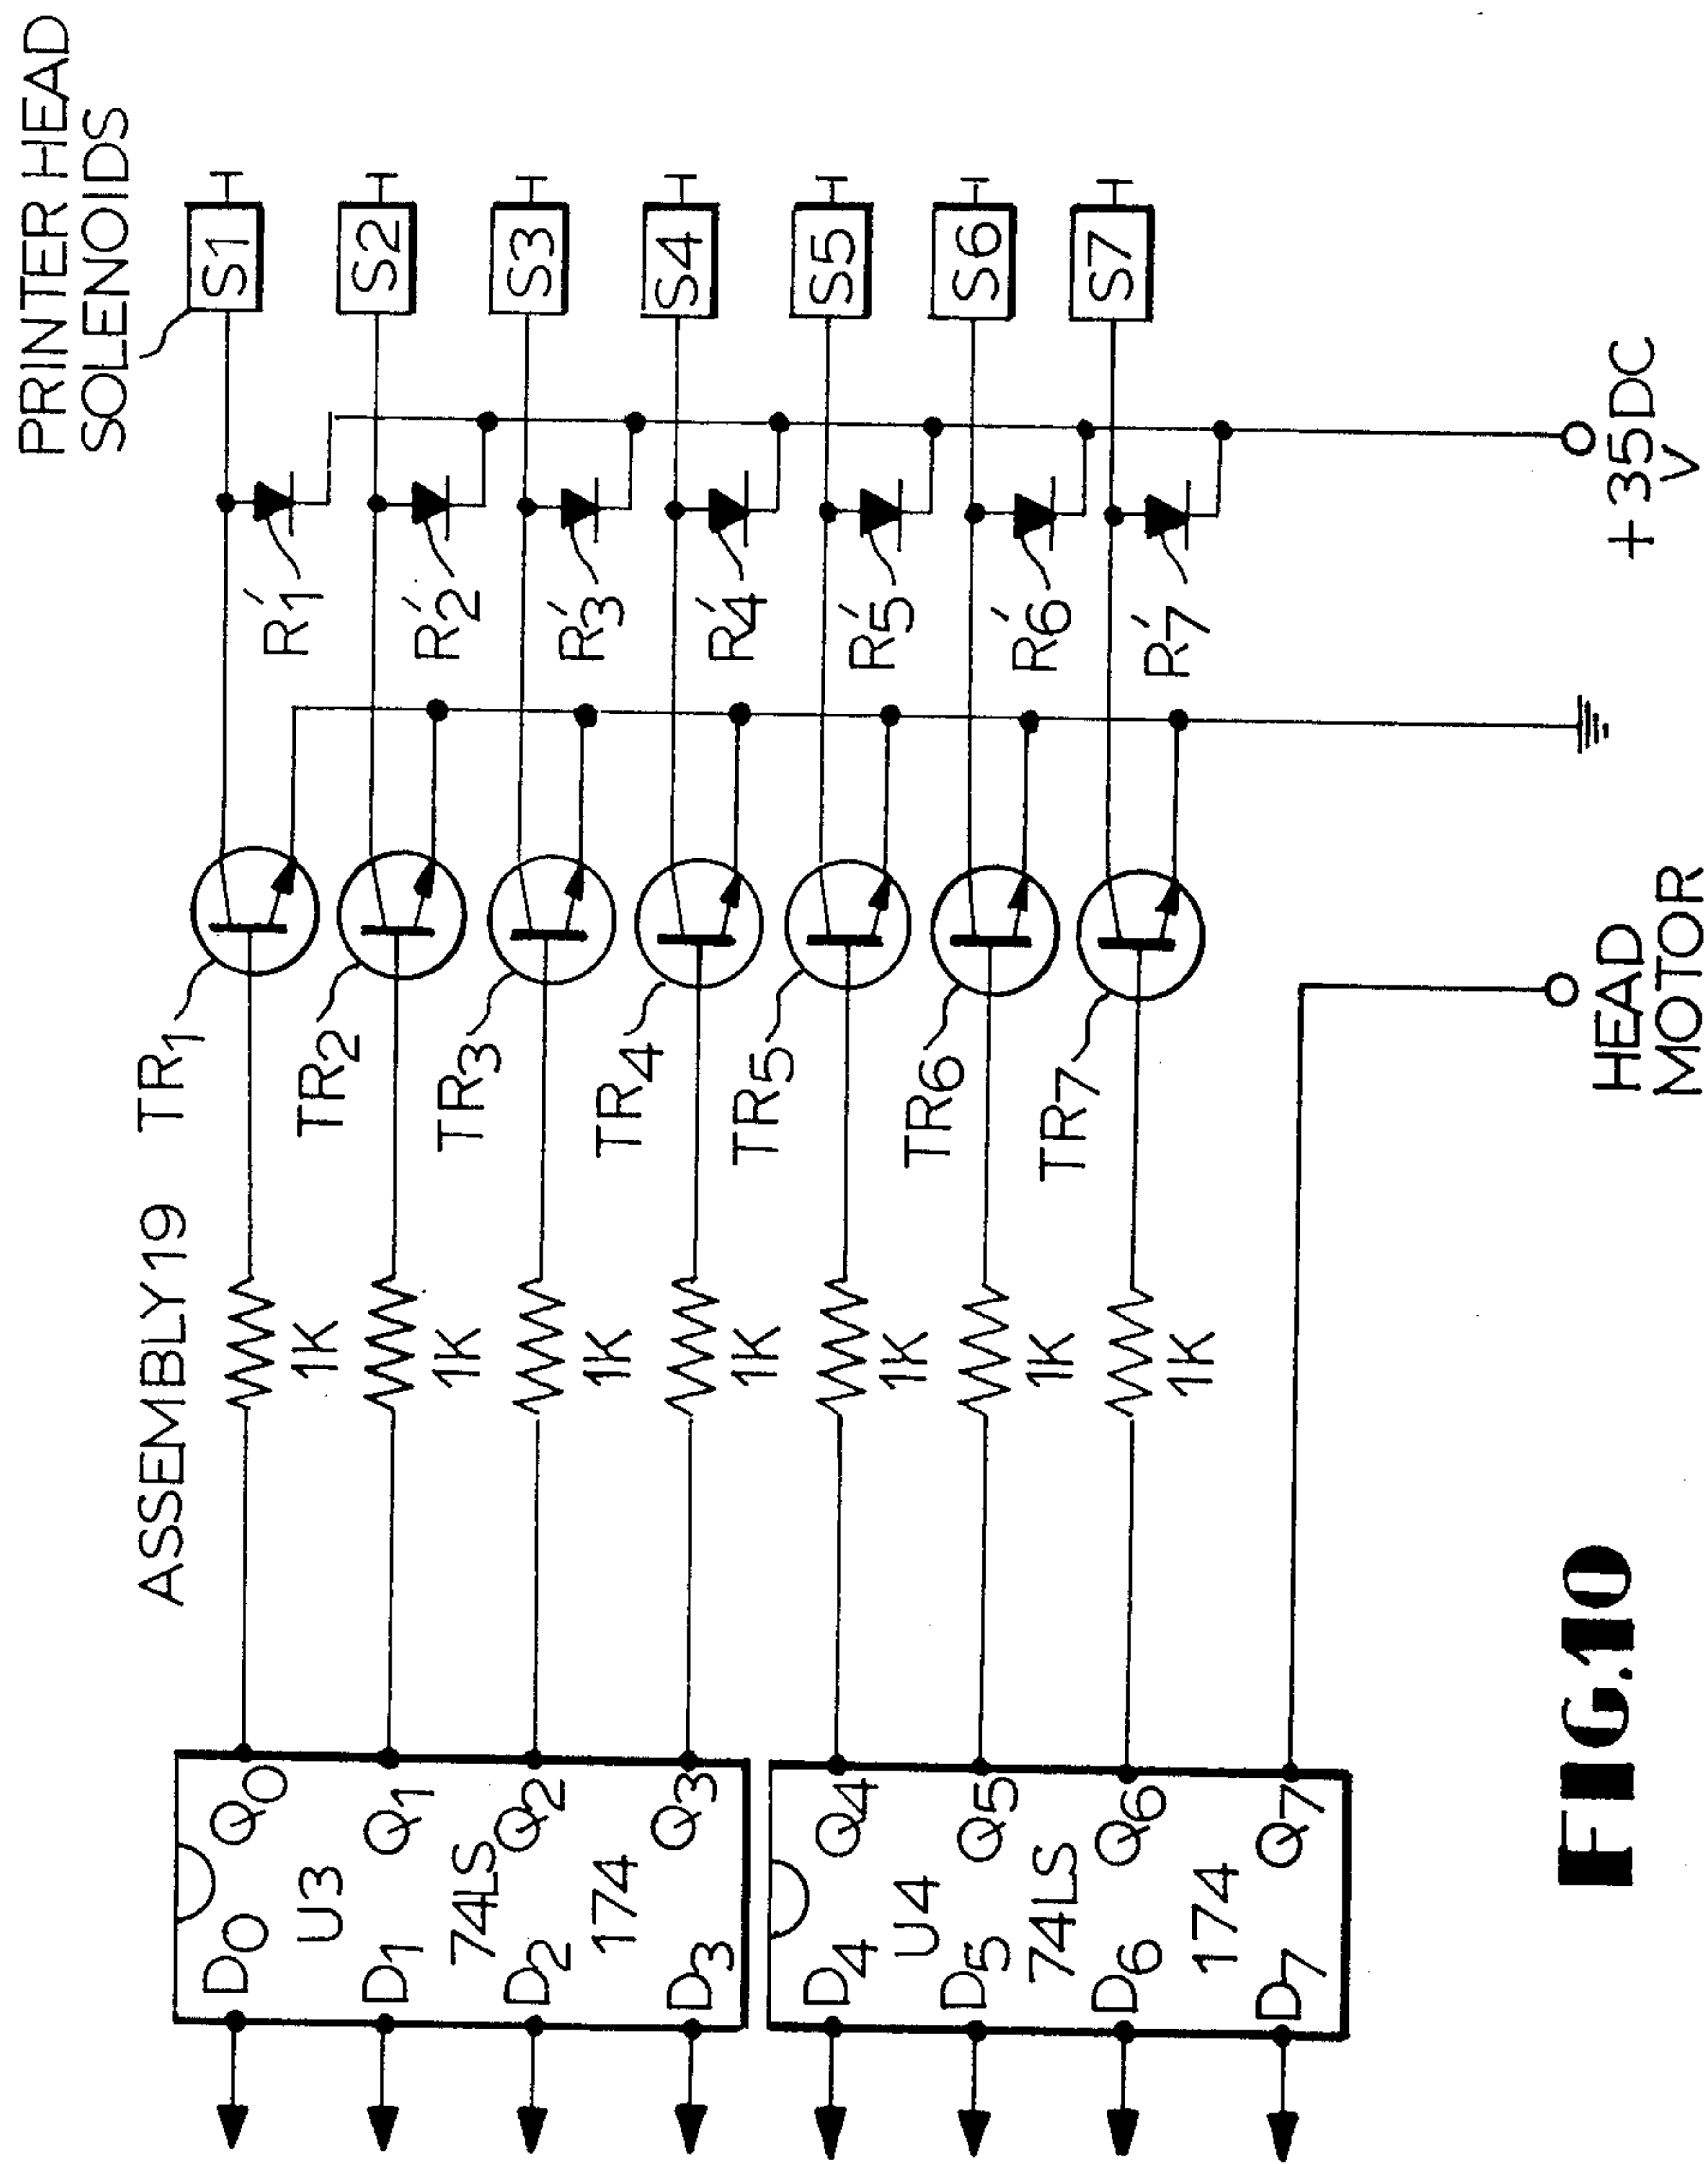 PRINTER HEAD
SOLENOIDS
ASSEMBLY 19
TR1
TR2
TR3
TR4
TR5
TR6
TR7
S1
S2
S3
S4
S5
S6
S7
R'1
R'2
R'3
R'4
R'5
R'6
R'7
1K
1K
1K
1K
1K
1K
1K
D0
Q0
U3
D1
Q1
74LS
D2
Q2
174
D3
Q3
D4
Q4
U4
D5
Q5
74LS
D6
Q6
174
D7
Q7
HEAD
MOTOR
+35DC
V
FIG.10